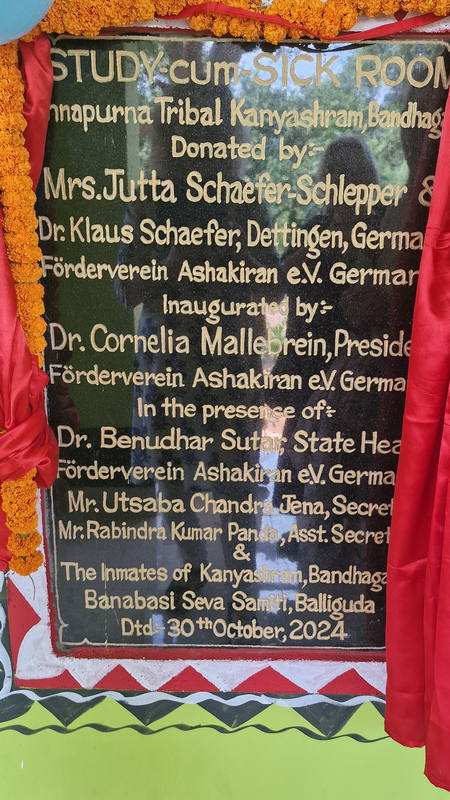 STUDY-cum-SICK ROOM
nnapurna Tribal Kanyashram, Bandhaga
Donated by:-
Mrs. Jutta Schaefer-Schlepper &
Dr. Klaus Schaefer, Dettingen, Germa
Förderverein Ashakiran e.V. German
Inaugurated by:-
Dr. Cornelia Mallebrein, Preside
Förderverein Ashakiran e.V. Germa
In the presence of:-
Dr. Benudhar Sutar, State Hea
Förderverein Ashakiran e.V. Germa
Mr. Utsaba Chandra Jena, Secret
Mr. Rabindra Kumar Panda, Asst. Secret
&
The Inmates of Kanyashram, Bandhaga
Banabasi Seva Samiti, Balliguda
Dtd:-30th October, 2024